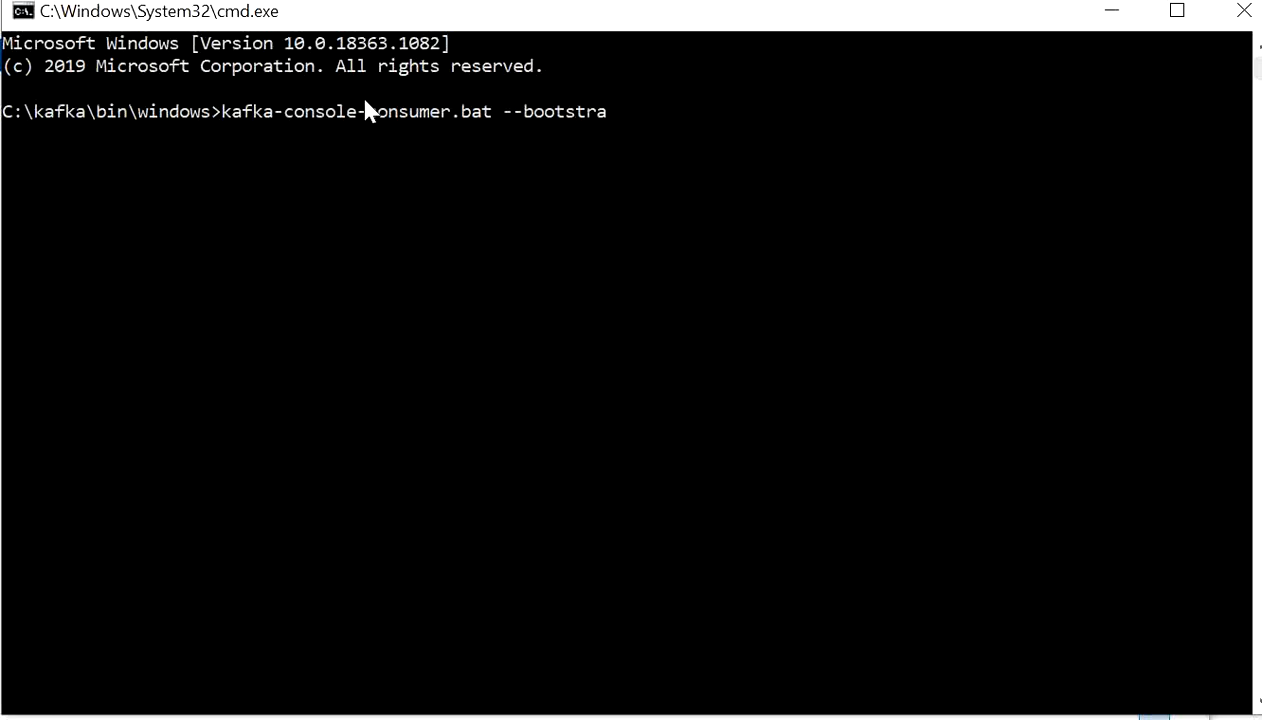 C:\Windows\System32\cmd.exe
Microsoft Windows [Version 10.0.18363.1082]
(c) 2019 Microsoft Corporation. All rights reserved.
C:\kafka\bin\windows>kafka-console-consumer.bat --bootstra